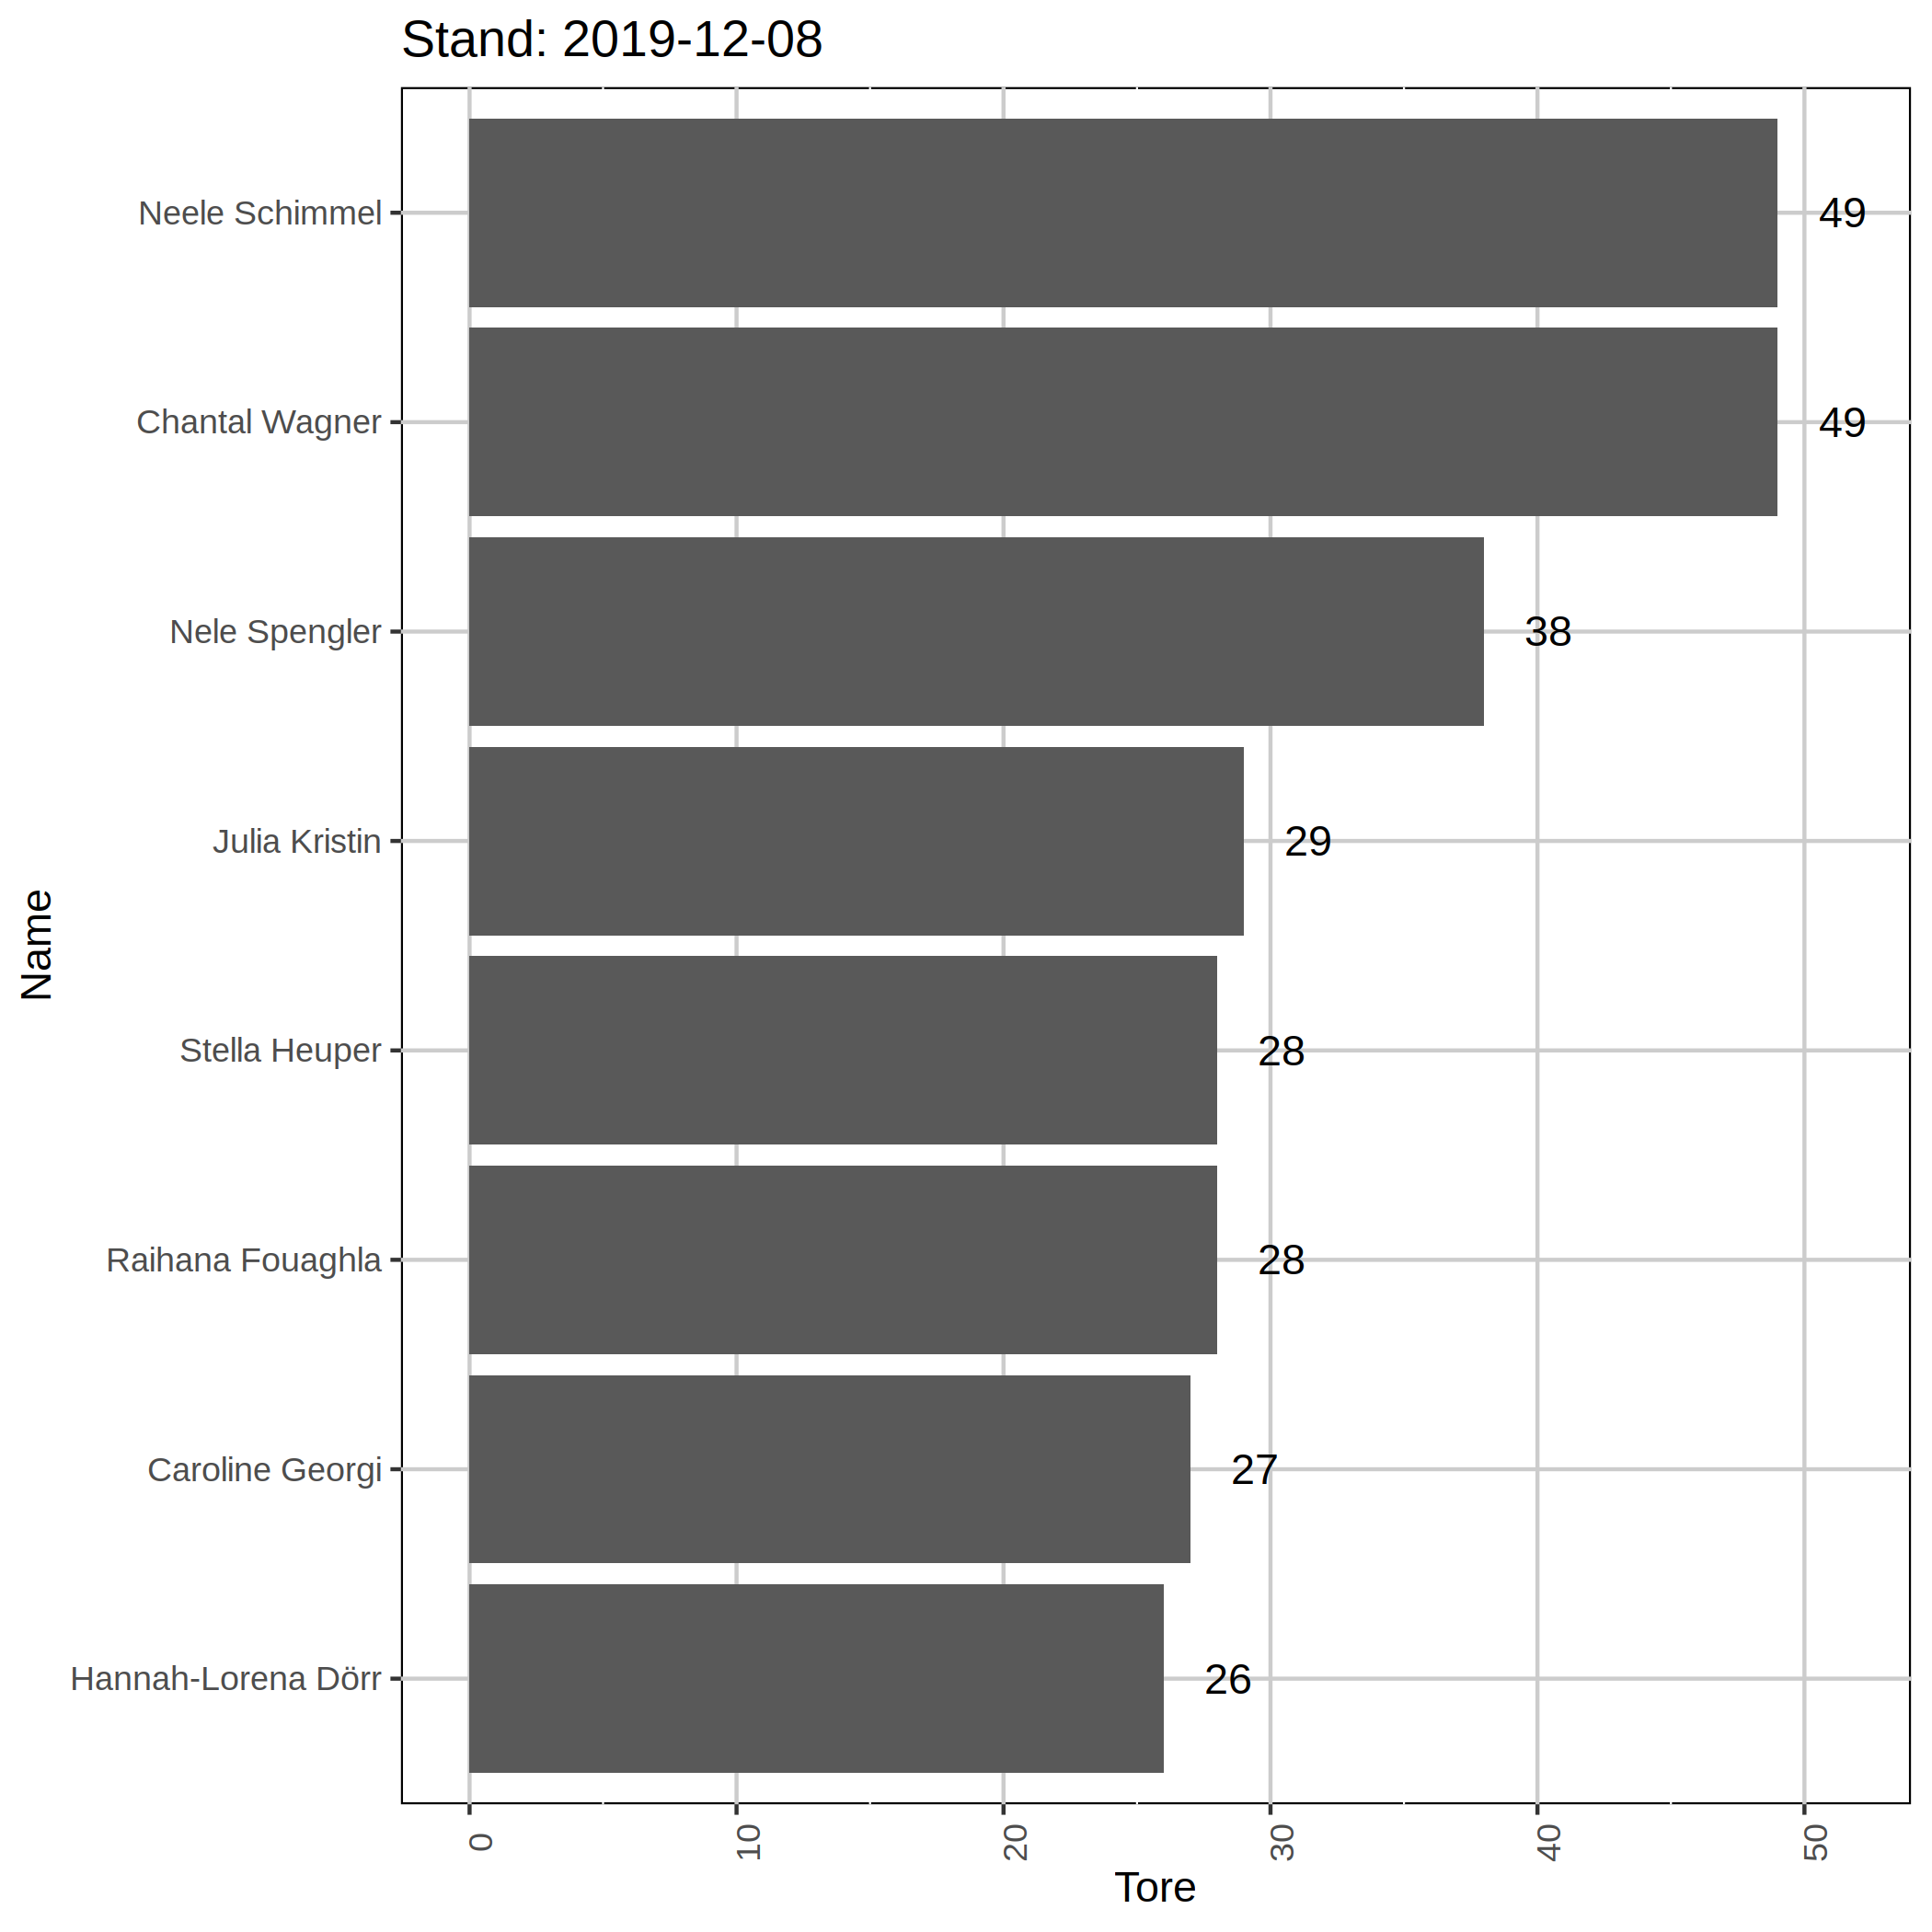 Stand: 2019-12-08
Neele Schimmel 49
Chantal Wagner 49
Nele Spengler 38
Julia Kristin 29
Name
Stella Heuper 28
Raihana Fouaghla 28
Caroline Georgi 27
Hannah-Lorena Dörr 26
0 10 20 30 40 50
Tore